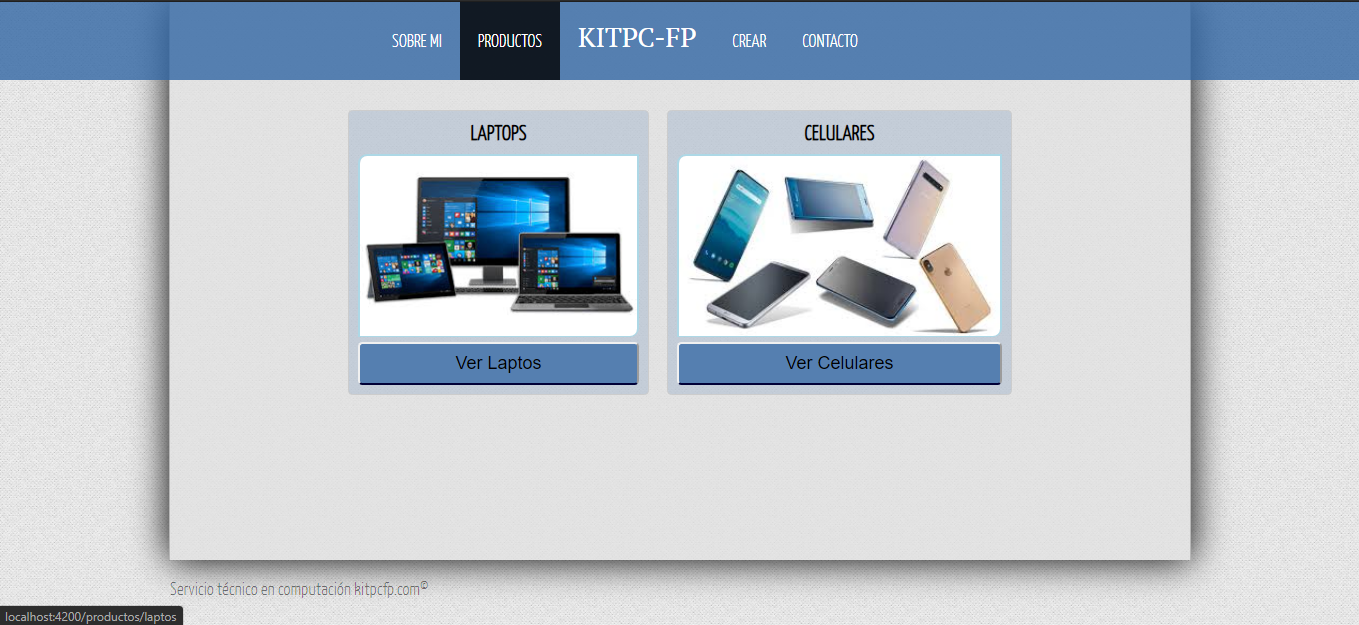 SOBRE MI PRODUCTOS KITPC-FP CREAR CONTACTO
LAPTOPS
CELULARES
Ver Laptos
Ver Celulares
Servicio técnico en computación kitpcfp.com©
localhost:4200/productos/laptos